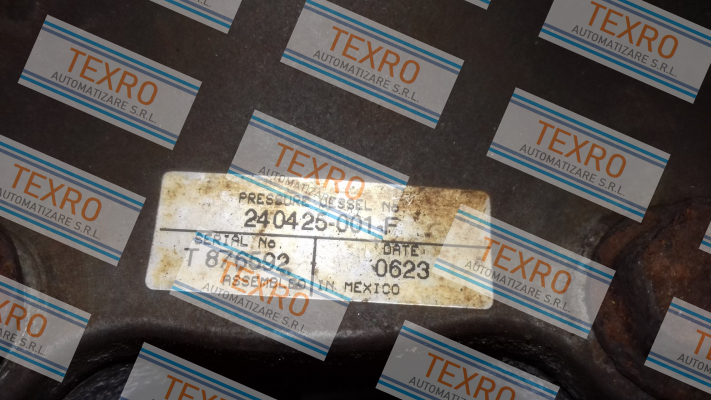 PRESSURE VESSEL No.
240425-001-F
SERIAL No. DATE
T 876592 0623
ASSEMBLED IN MEXICO
TEXRO
AUTOMATIZARE S.R.L.